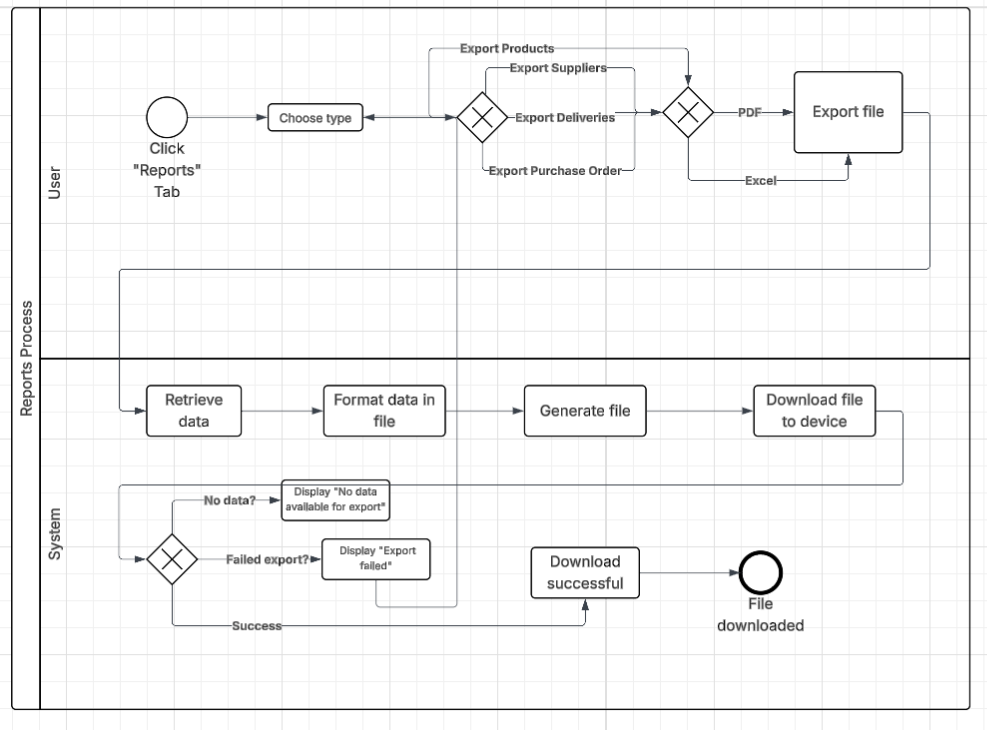 Reports Process
User
Click
"Reports"
Tab
Choose type
Export Products
Export Suppliers
Export Deliveries
Export Purchase Order
PDF
Excel
Export file
System
Retrieve
data
Format data in
file
Generate file
Download file
to device
No data?
Display "No data
available for export"
Failed export?
Display "Export
failed"
Success
Download
successful
File
downloaded